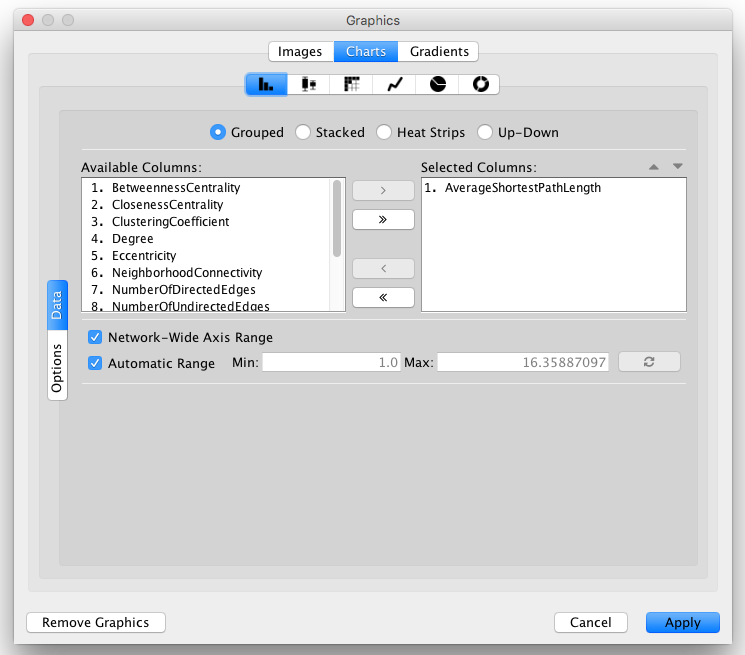 Graphics
Images Charts Gradients
Grouped Stacked Heat Strips Up-Down
Available Columns: Selected Columns:
1. BetweennessCentrality
2. ClosenessCentrality
3. ClusteringCoefficient
4. Degree
5. Eccentricity
6. NeighborhoodConnectivity
7. NumberOfDirectedEdges
8. NumberOfUndirectedEdges
1. AverageShortestPathLength
Data
Options
Network-Wide Axis Range
Automatic Range Min: 1.0 Max: 16.35887097
Remove Graphics Cancel Apply